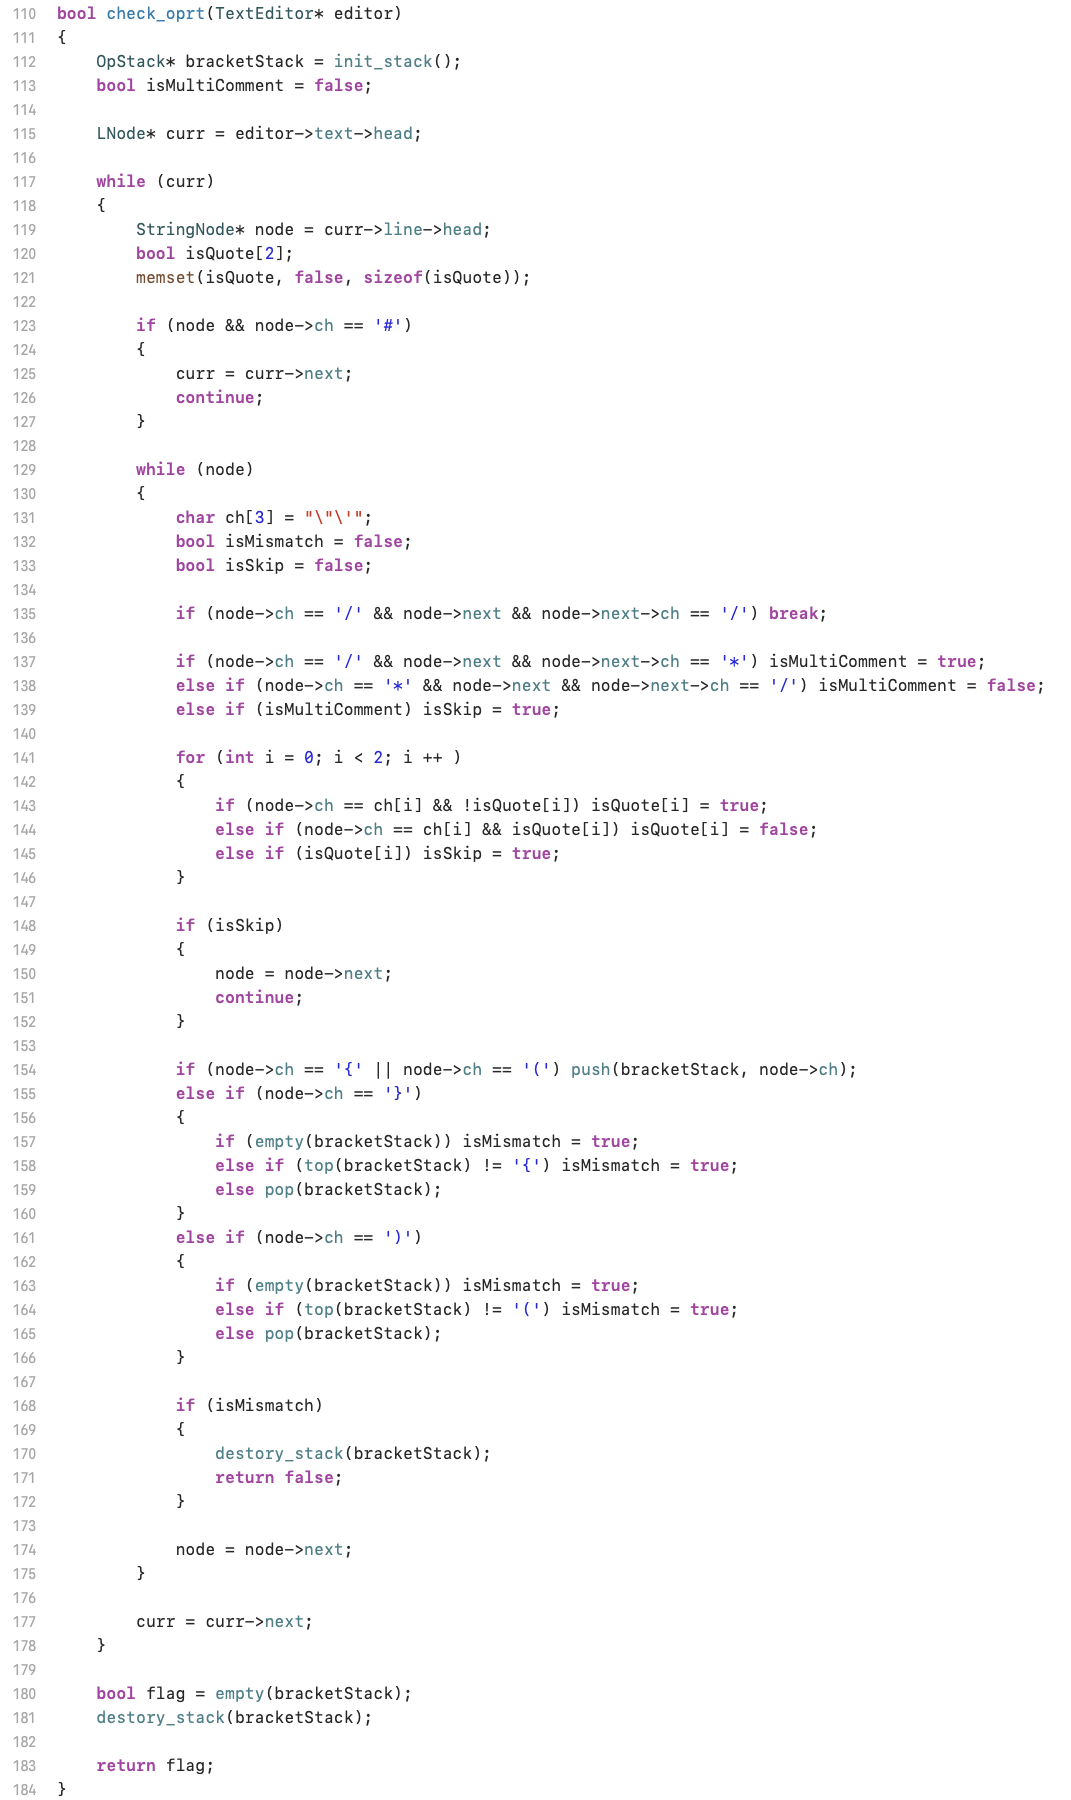 110 bool check_oprt(TextEditor* editor)
111 {
112     OpStack* bracketStack = init_stack();
113     bool isMultiComment = false;
114
115     LNode* curr = editor->text->head;
116
117     while (curr)
118     {
119         StringNode* node = curr->line->head;
120         bool isQuote[2];
121         memset(isQuote, false, sizeof(isQuote));
122
123         if (node && node->ch == '#')
124         {
125             curr = curr->next;
126             continue;
127         }
128
129         while (node)
130         {
131             char ch[3] = "\"\'";
132             bool isMismatch = false;
133             bool isSkip = false;
134
135             if (node->ch == '/' && node->next && node->next->ch == '/') break;
136
137             if (node->ch == '/' && node->next && node->next->ch == '*') isMultiComment = true;
138             else if (node->ch == '*' && node->next && node->next->ch == '/') isMultiComment = false;
139             else if (isMultiComment) isSkip = true;
140
141             for (int i = 0; i < 2; i ++ )
142             {
143                 if (node->ch == ch[i] && !isQuote[i]) isQuote[i] = true;
144                 else if (node->ch == ch[i] && isQuote[i]) isQuote[i] = false;
145                 else if (isQuote[i]) isSkip = true;
146             }
147
148             if (isSkip)
149             {
150                 node = node->next;
151                 continue;
152             }
153
154             if (node->ch == '{' || node->ch == '(') push(bracketStack, node->ch);
155             else if (node->ch == '}')
156             {
157                 if (empty(bracketStack)) isMismatch = true;
158                 else if (top(bracketStack) != '{') isMismatch = true;
159                 else pop(bracketStack);
160             }
161             else if (node->ch == ')')
162             {
163                 if (empty(bracketStack)) isMismatch = true;
164                 else if (top(bracketStack) != '(') isMismatch = true;
165                 else pop(bracketStack);
166             }
167
168             if (isMismatch)
169             {
170                 destory_stack(bracketStack);
171                 return false;
172             }
173
174             node = node->next;
175         }
176
177         curr = curr->next;
178     }
179
180     bool flag = empty(bracketStack);
181     destory_stack(bracketStack);
182
183     return flag;
184 }